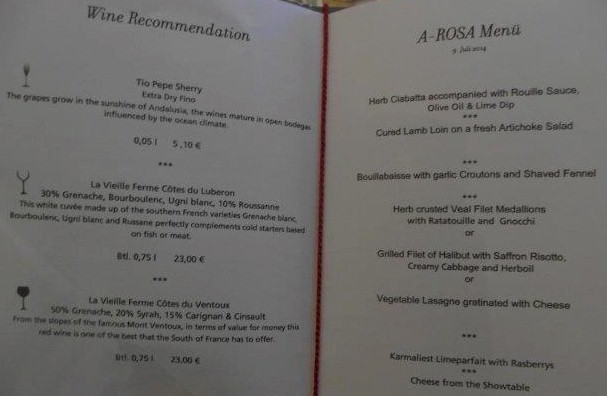 Wine Recommendation
Tio Pepe Sherry
Extra Dry Fino
The grapes grow in the sunshine of Andalusia, the wines mature in open bodegas
influenced by the ocean climate.
0,05 l 5,10 €
***
La Vieille Ferme Côtes du Luberon
30% Grenache, Bourboulenc, Ugni blanc, 10% Roussanne
This white cuvée made up of the southern French varieties Grenache blanc,
Bourboulenc, Ugni blanc and Russane perfectly complements cold starters based
on fish or meat.
Btl. 0,75 l 23,00 €
***
La Vieille Ferme Côtes du Ventoux
50% Grenache, 20% Syrah, 15% Carignan & Cinsault
From the slopes of the famous Mont Ventoux, in terms of value for money this
red wine is one of the best that the South of France has to offer.
Btl. 0,75 l 23,00 €
A-ROSA Menü
9. Juli 2014
Herb Ciabatta accompanied with Rouille Sauce,
Olive Oil & Lime Dip
***
Cured Lamb Loin on a fresh Artichoke Salad
***
Bouillabaisse with garlic Croutons and Shaved Fennel
***
Herb crusted Veal Filet Medallions
with Ratatouille and Gnocchi
or
Grilled Filet of Halibut with Saffron Risotto,
Creamy Cabbage and Herboil
or
Vegetable Lasagne gratinated with Cheese
***
Karmaliest Limeparfait with Rasberrys
***
Cheese from the Showtable